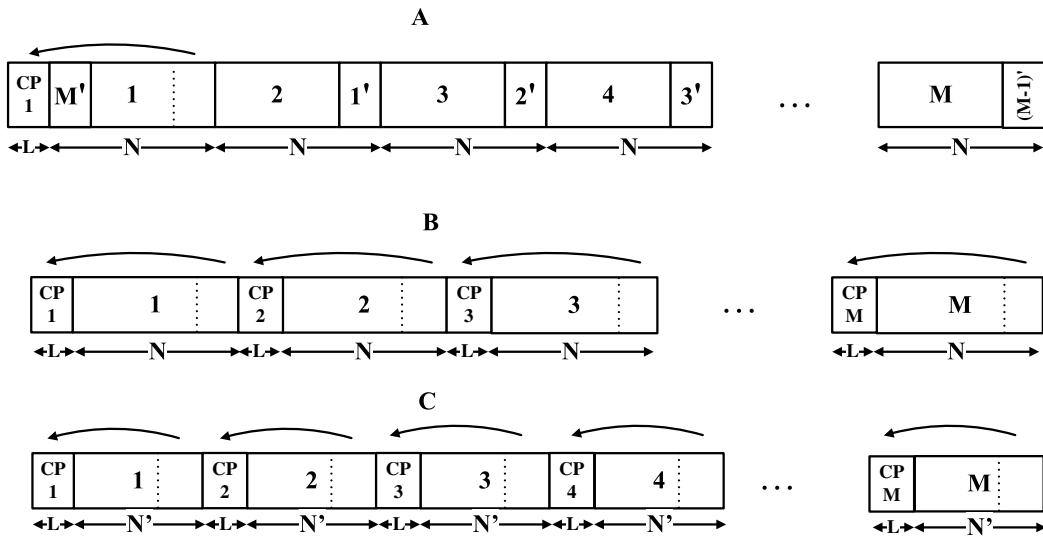 A
CP 1 M' 1 2 1' 3 2' 4 3' ... M (M-1)'
L N N N N N
B
CP 1 1 CP 2 2 CP 3 3 ... CP M M
L N L N L N L N
C
CP 1 1 CP 2 2 CP 3 3 CP 4 4 ... CP M M
L N’ L N’ L N’ L N’ L N’